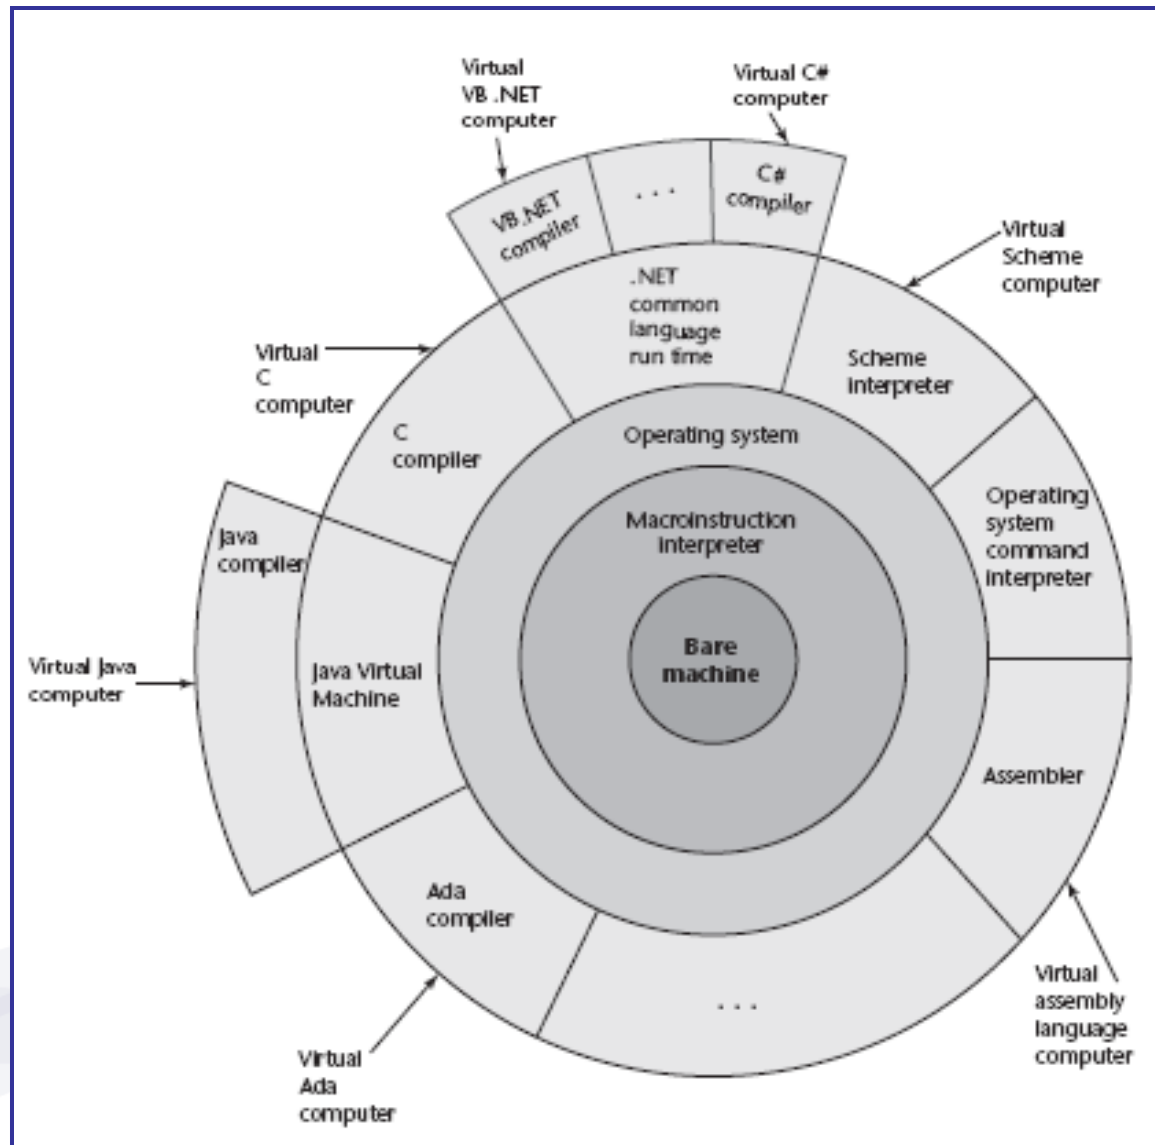 Virtual
VB .NET
computer
Virtual C#
computer
VB.NET
compiler
. . .
C#
compiler
Virtual
Scheme
computer
.NET
common
language
run time
Virtual
C
computer
Scheme
interpreter
C
compiler
Operating system
Java
compiler
Macroinstruction
interpreter
Operating
system
command
interpreter
Bare
machine
Virtual Java
computer
Java Virtual
Machine
Assembler
Ada
compiler
. . .
Virtual
assembly
language
computer
Virtual
Ada
computer